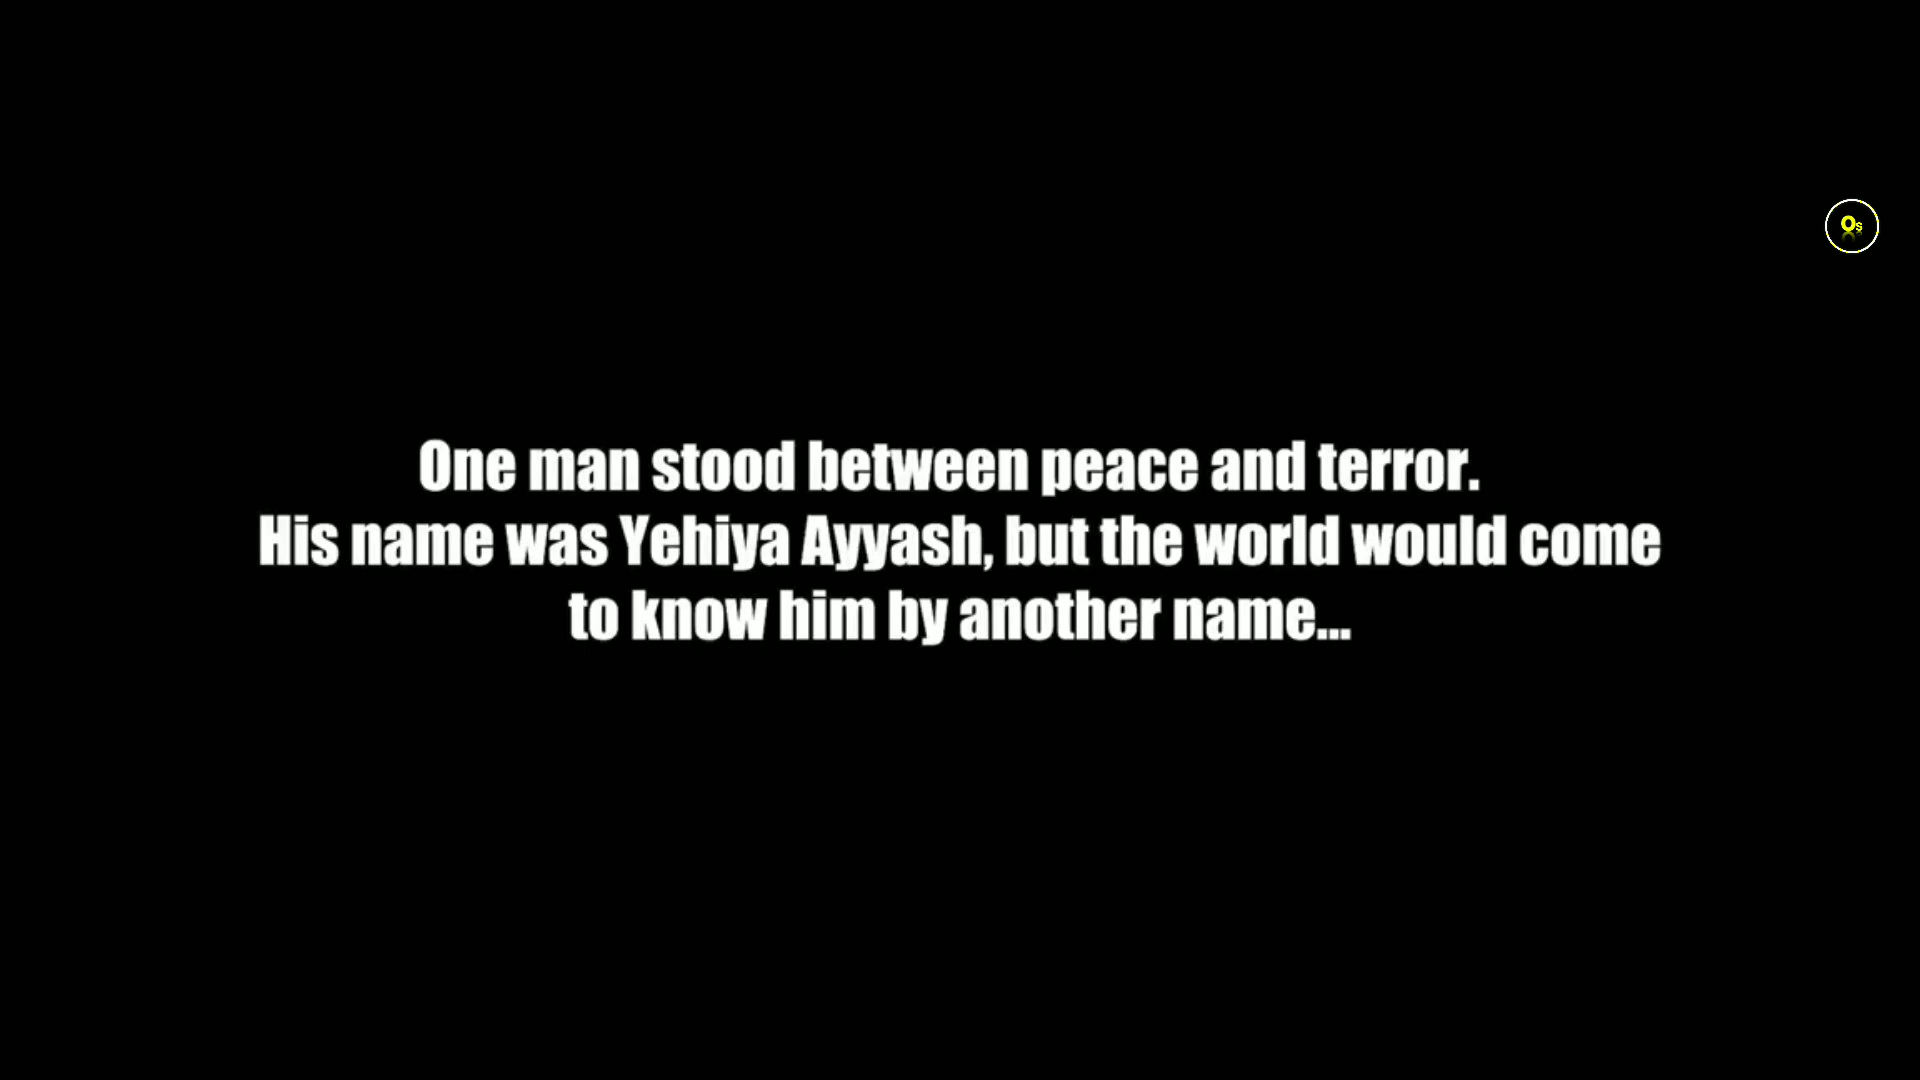 Os
One man stood between peace and terror.
His name was Yehiya Ayyash, but the world would come
to know him by another name...